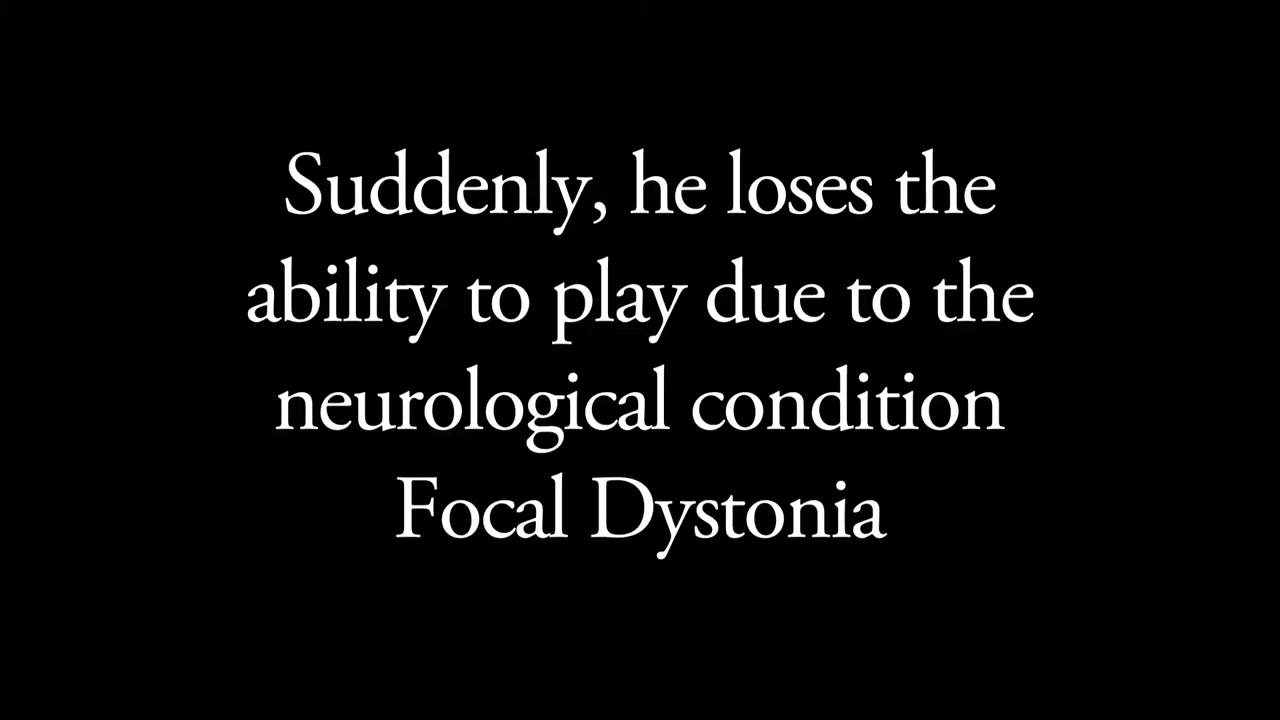 Suddenly, he loses the
ability to play due to the
neurological condition
Focal Dystonia